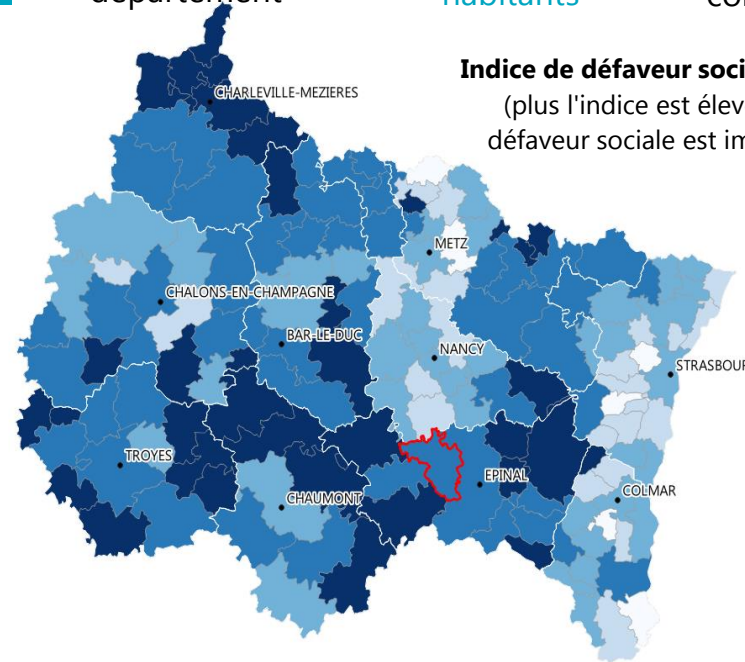 habitants
Indice de défaveur soci
(plus l'indice est élev
défaveur sociale est im
CHARLEVILLE-MEZIERES
METZ
CHALONS-EN-CHAMPAGNE
BAR-LE-DUC
NANCY
STRASBOUR
TROYES
EPINAL
CHAUMONT
COLMAR